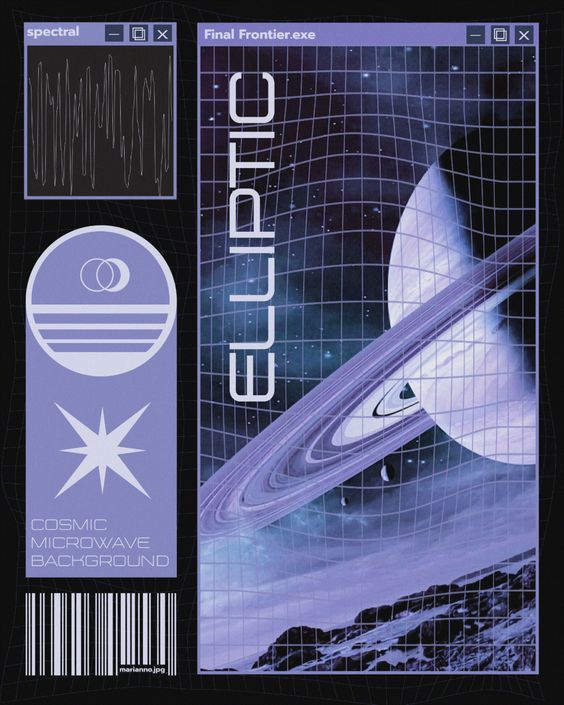 spectral
Final Frontier.exe
ELLIPTIC
COSMIC
MICROWAVE
BACKGROUND
marianno.jpg